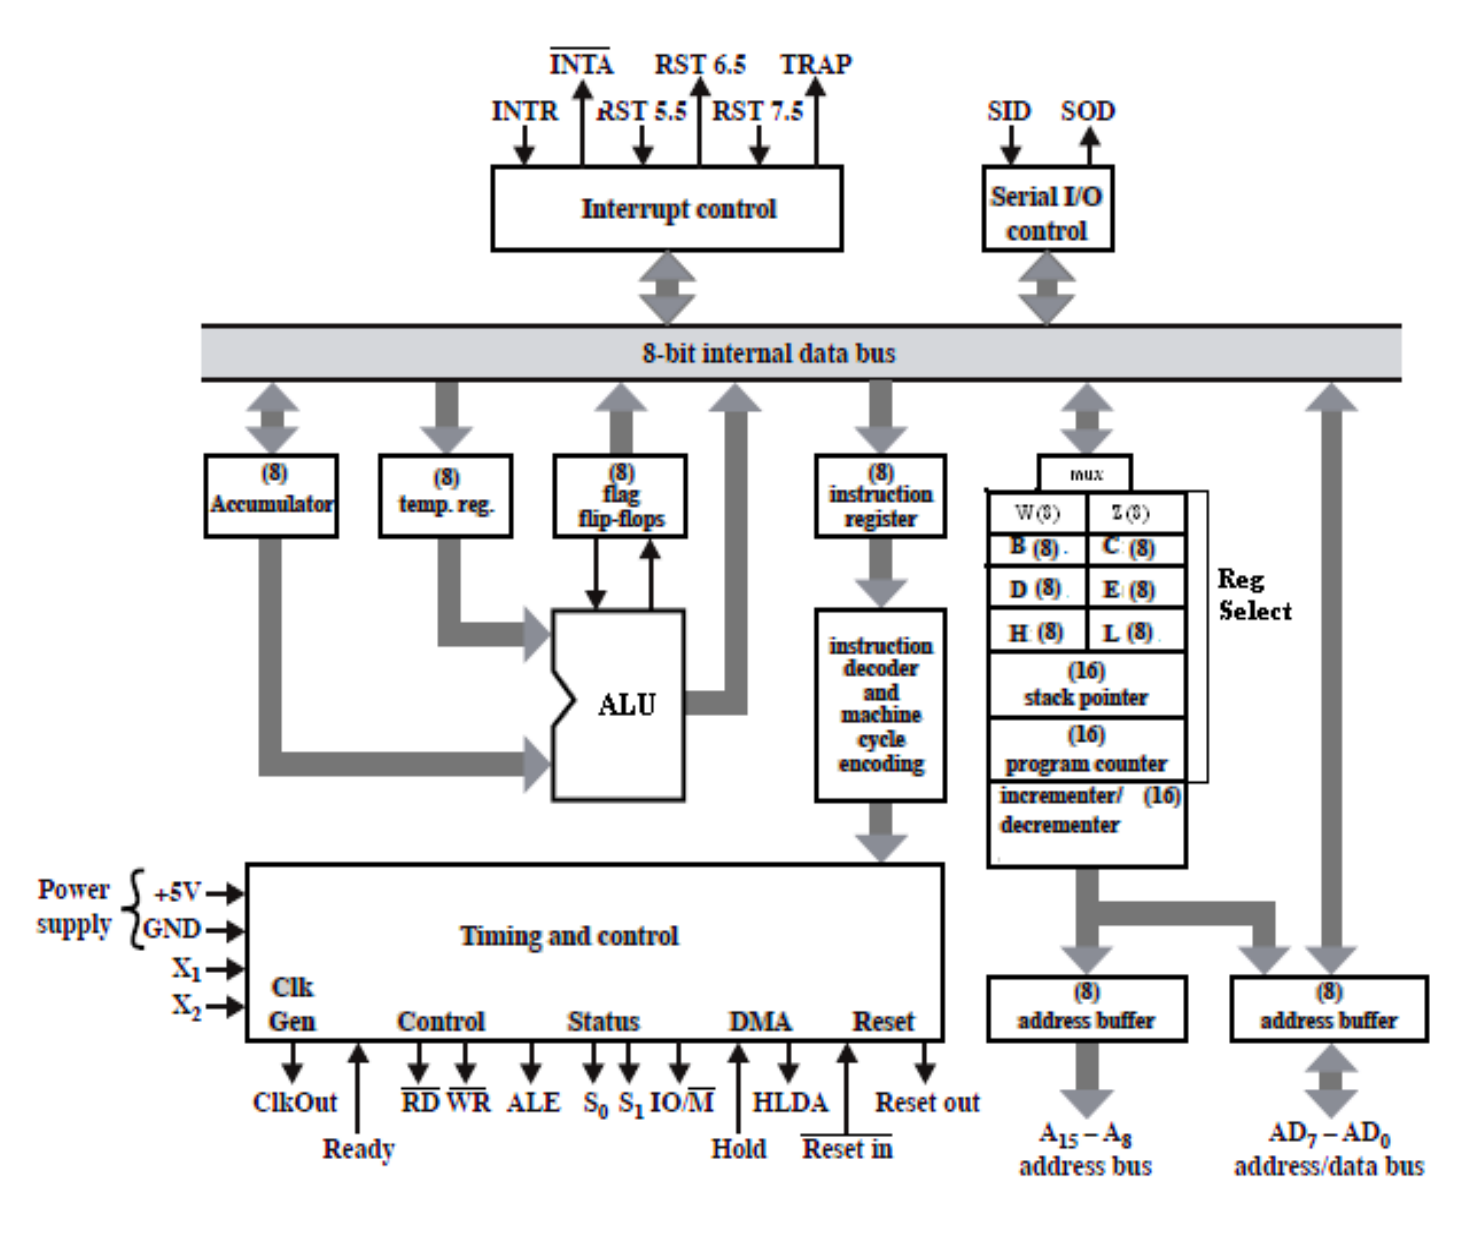 INTA RST 6.5 TRAP
INTR RST 5.5 RST 7.5
SID SOD
Interrupt control
Serial I/O
control
8-bit internal data bus
(8)
Accumulator
(8)
temp. reg.
(8)
flag
flip-flops
(8)
instruction
register
mux
W(8) Z(8)
B (8) C (8)
D (8) E (8)
H (8) L (8)
(16)
stack pointer
(16)
program counter
incrementer/ (16)
decrementer
Reg
Select
ALU
instruction
decoder
and
machine
cycle
encoding
Power
supply
+5V
GND
X1
X2
Timing and control
Clk
Gen
Control
Status
DMA
Reset
ClkOut
Ready
RD WR ALE S0 S1 IO/M
Hold
HLDA
Reset in
Reset out
(8)
address buffer
(8)
address buffer
A15 – A8
address bus
AD7 – AD0
address/data bus